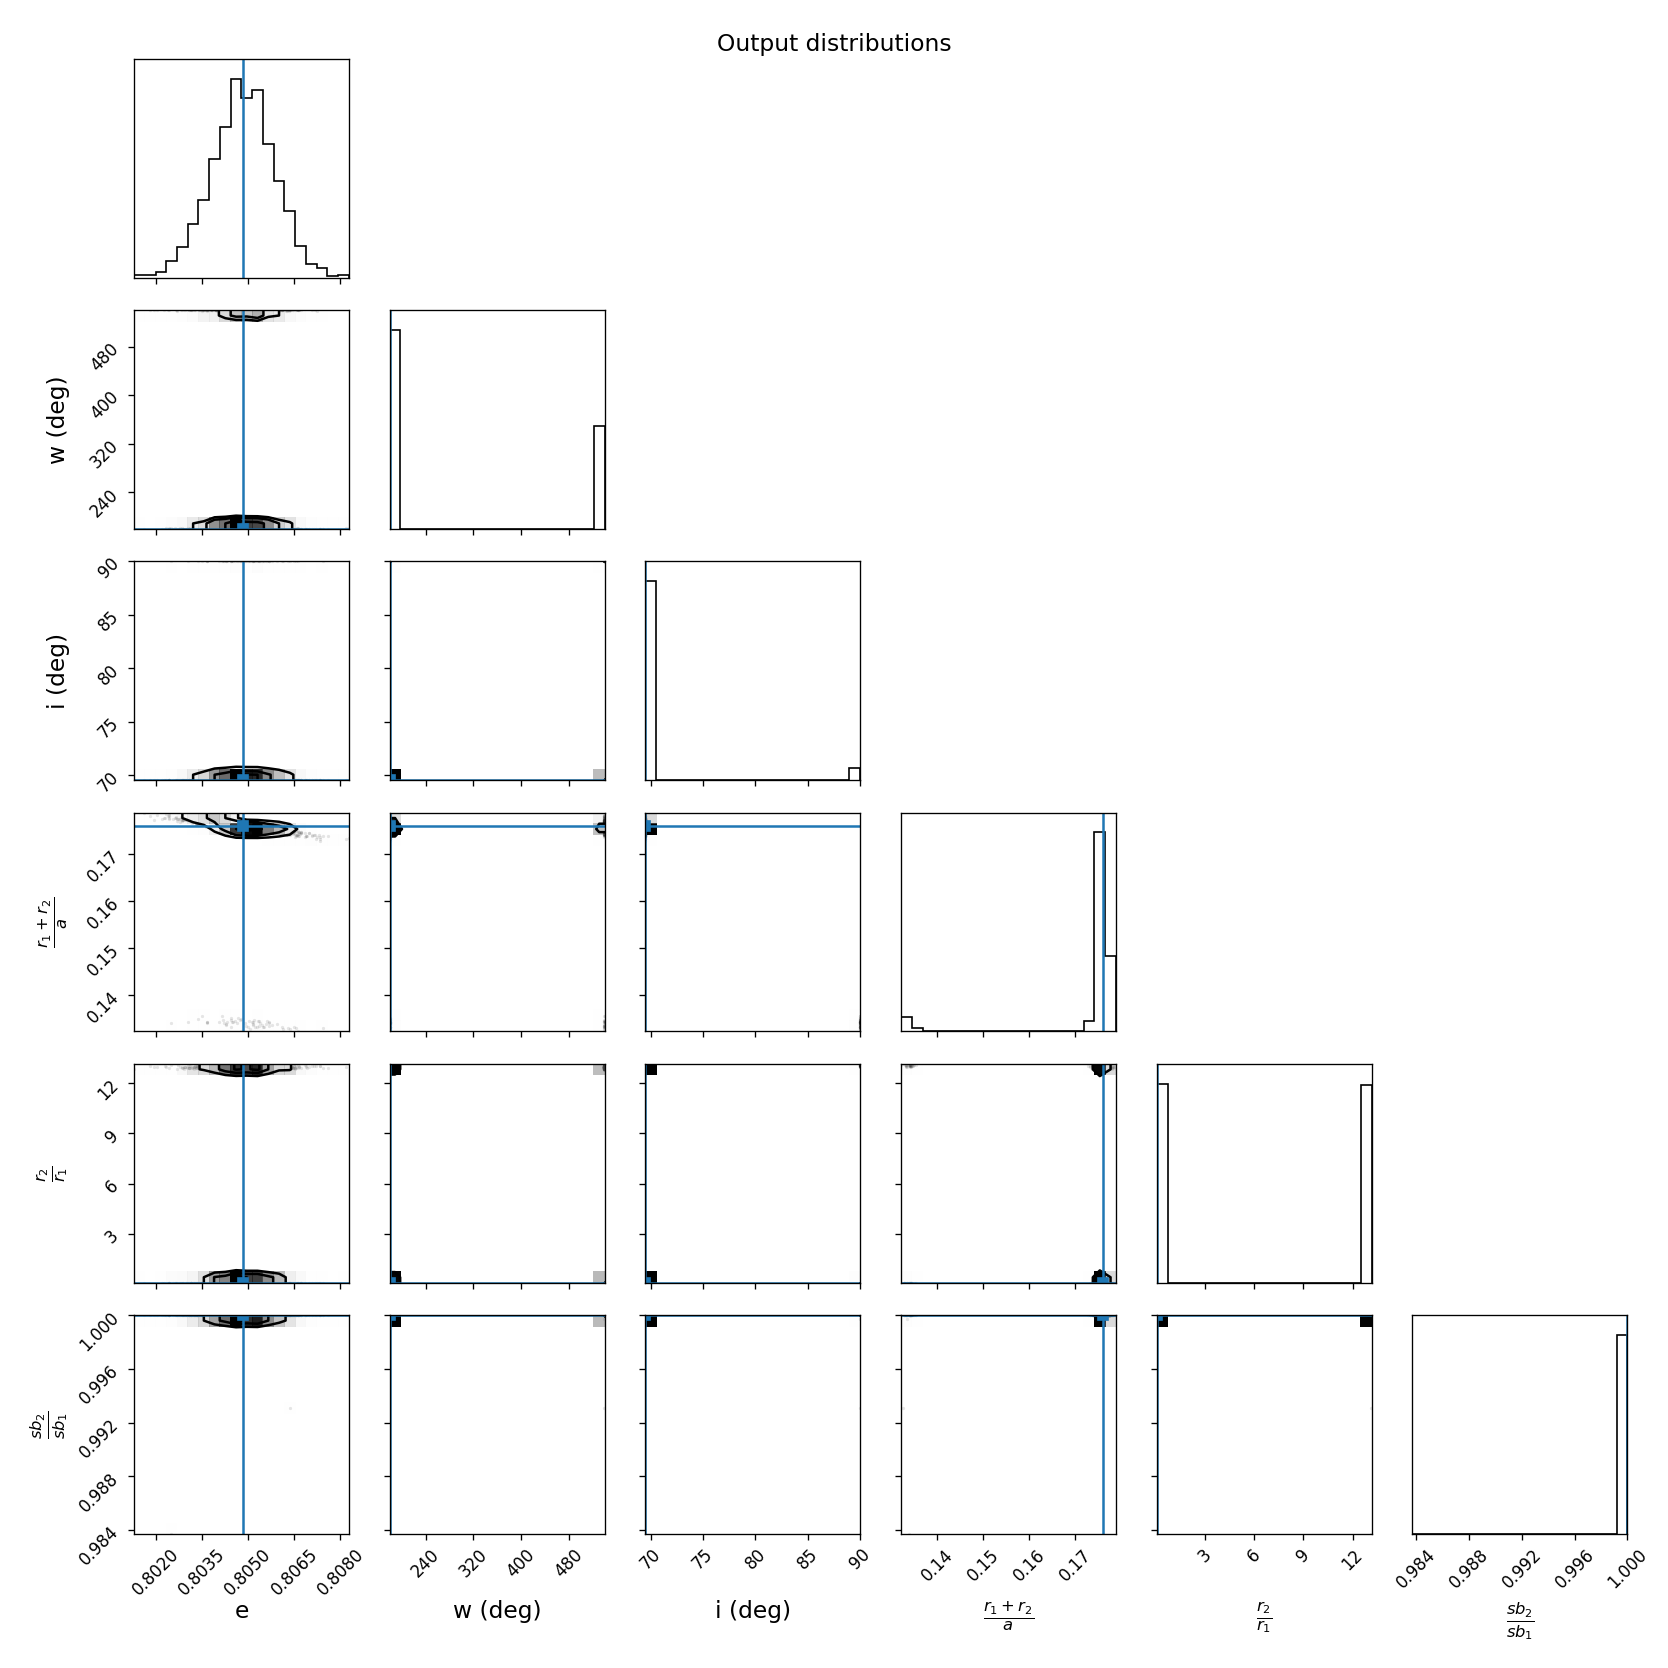 Output distributions
w (deg)
480
400
320
240
i (deg)
90
85
80
75
70
r₁ + r₂
a
0.17
0.16
0.15
0.14
r₂
r₁
12
9
6
3
sb₂
sb₁
1.000
0.996
0.992
0.988
0.984
0.8020 0.8035 0.8050 0.8065 0.8080
240 320 400 480
70 75 80 85 90
0.14 0.15 0.16 0.17
3 6 9 12
0.984 0.988 0.992 0.996 1.000
e
w (deg)
i (deg)
r₁ + r₂
a
r₂
r₁
sb₂
sb₁